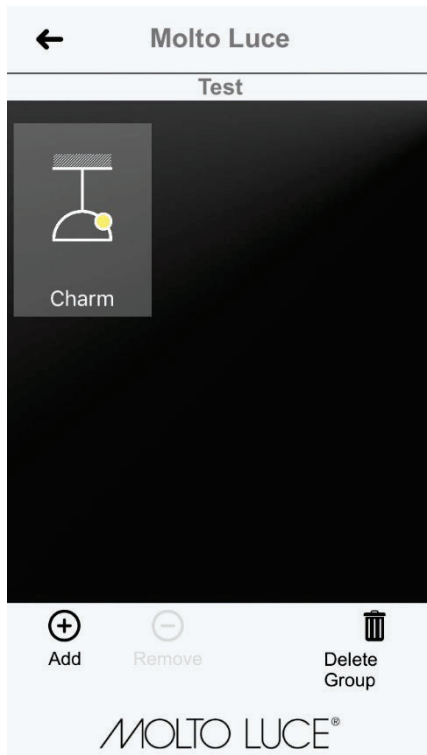 Molto Luce
Test
Charm
Add
Remove
Delete
Group
MOLTO LUCE®